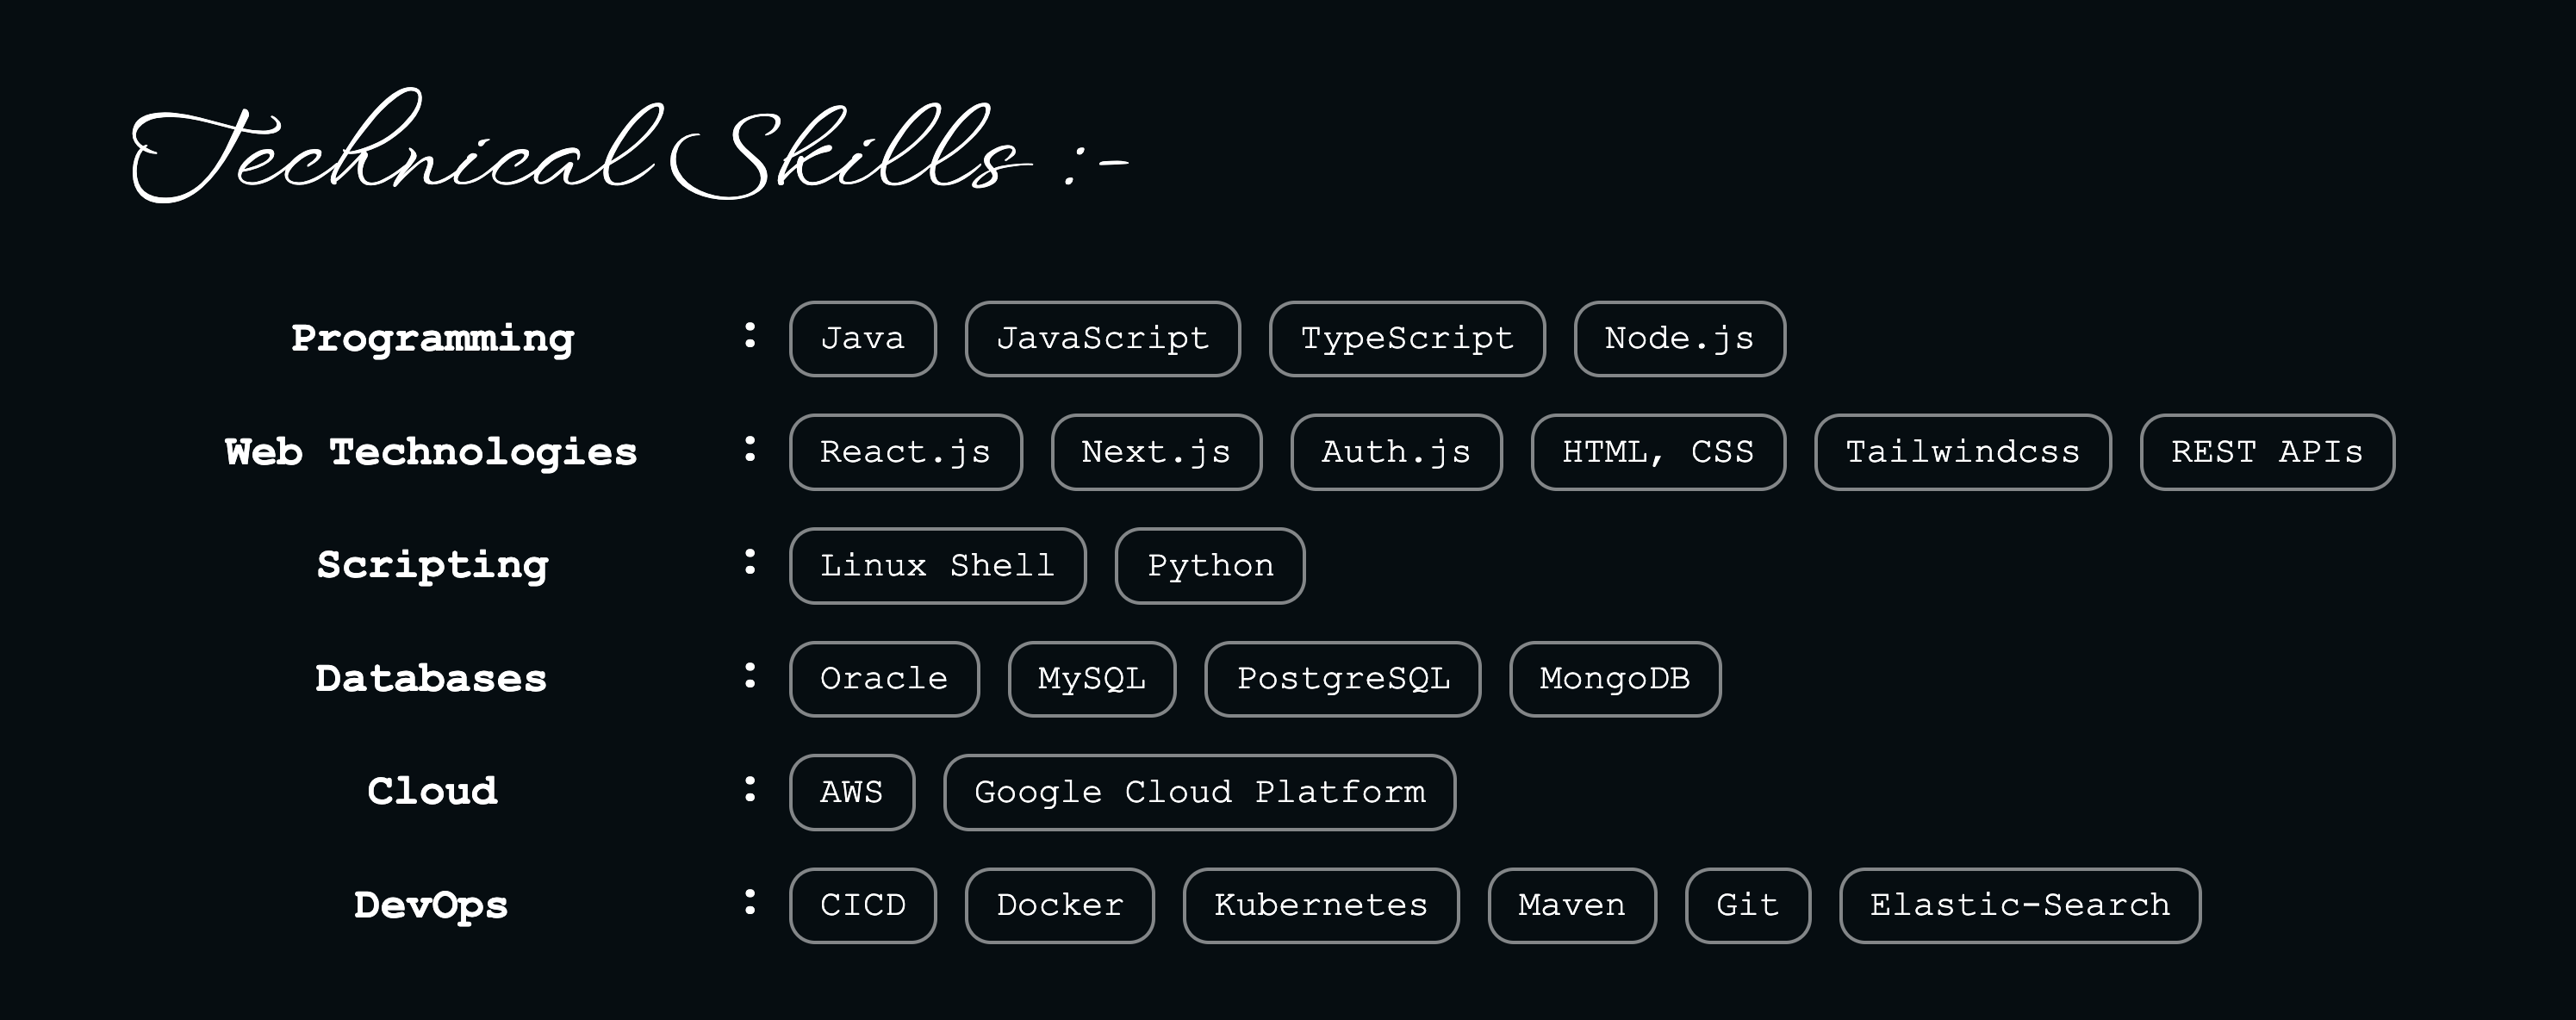 Technical Skills :-
Programming : Java JavaScript TypeScript Node.js
Web Technologies : React.js Next.js Auth.js HTML, CSS Tailwindcss REST APIs
Scripting : Linux Shell Python
Databases : Oracle MySQL PostgreSQL MongoDB
Cloud : AWS Google Cloud Platform
DevOps : CICD Docker Kubernetes Maven Git Elastic-Search